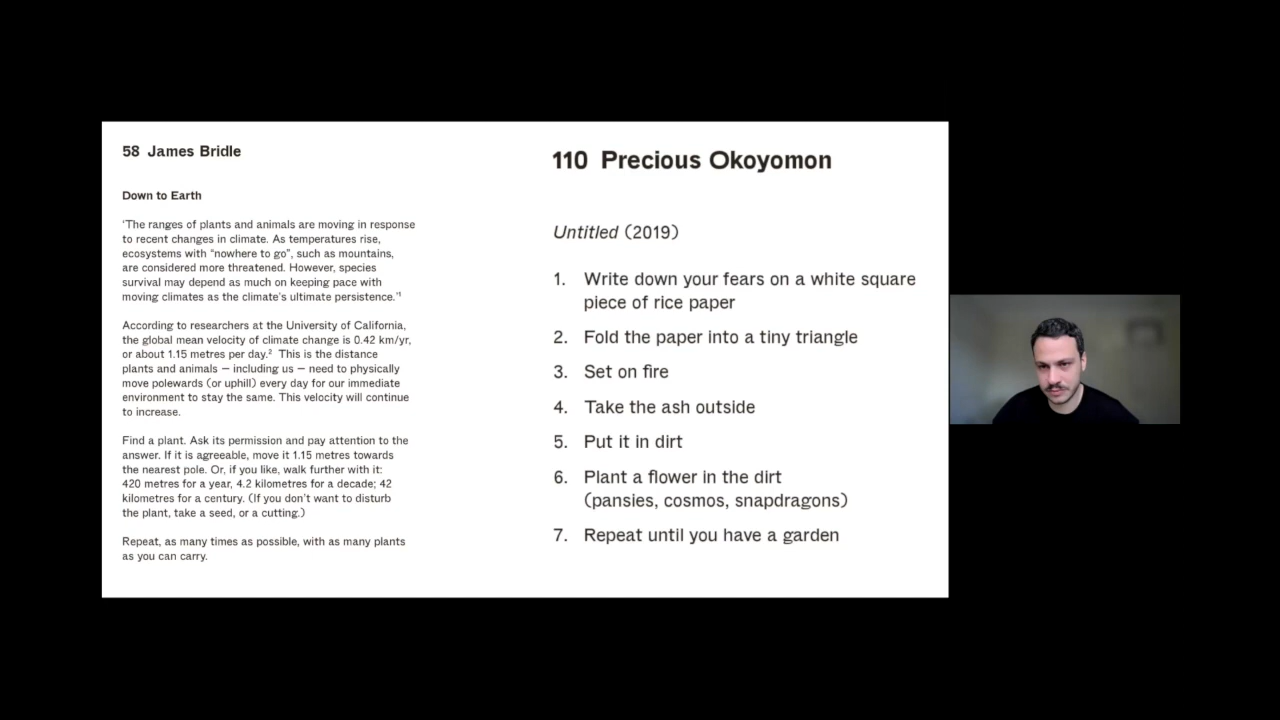 58 James Bridle
Down to Earth
‘The ranges of plants and animals are moving in response
to recent changes in climate. As temperatures rise,
ecosystems with “nowhere to go”, such as mountains,
are considered more threatened. However, species
survival may depend as much on keeping pace with
moving climates as the climate’s ultimate persistence.’¹
According to researchers at the University of California,
the global mean velocity of climate change is 0.42 km/yr,
or about 1.15 metres per day.² This is the distance
plants and animals – including us – need to physically
move polewards (or uphill) every day for our immediate
environment to stay the same. This velocity will continue
to increase.
Find a plant. Ask its permission and pay attention to the
answer. If it is agreeable, move it 1.15 metres towards
the nearest pole. Or, if you like, walk further with it:
420 metres for a year, 4.2 kilometres for a decade; 42
kilometres for a century. (If you don’t want to disturb
the plant, take a seed, or a cutting.)
Repeat, as many times as possible, with as many plants
as you can carry.
110 Precious Okoyomon
Untitled (2019)
1. Write down your fears on a white square
piece of rice paper
2. Fold the paper into a tiny triangle
3. Set on fire
4. Take the ash outside
5. Put it in dirt
6. Plant a flower in the dirt
(pansies, cosmos, snapdragons)
7. Repeat until you have a garden